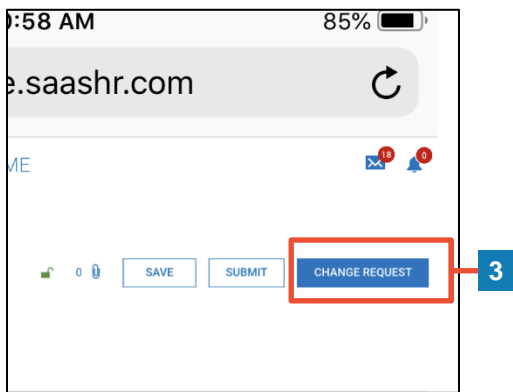 ):58 AM 85%
e.saashr.com
ME 18 0
0 SAVE SUBMIT CHANGE REQUEST 3